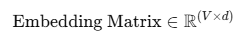 Embedding Matrix ∈ ℝ^(V×d)